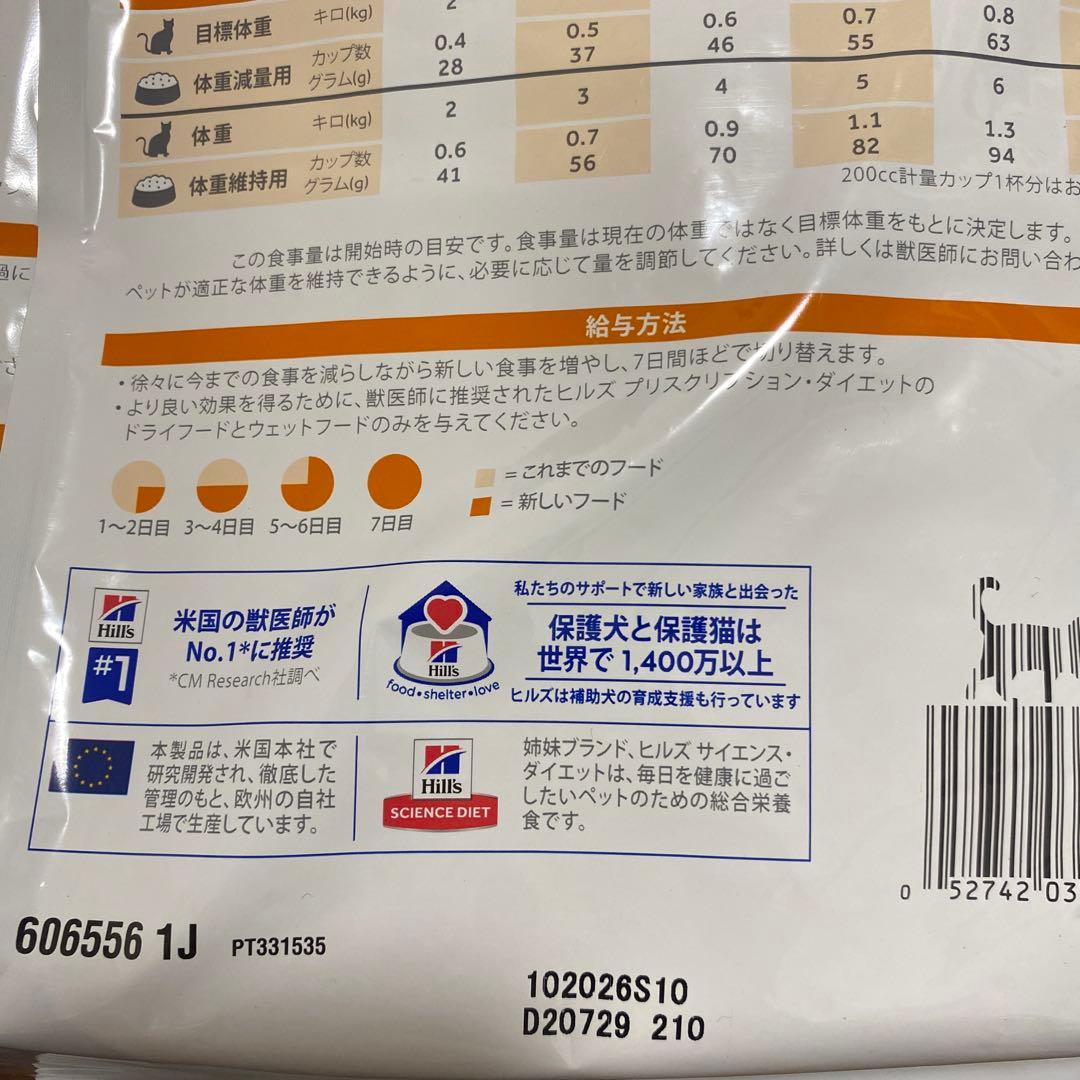 目標体重 キロ(kg) 2
体重減量用 カップ数 0.4 0.5 0.6 0.7 0.8
グラム(g) 28 37 46 55 63
体重 キロ(kg) 2 3 4 5 6
体重維持用 カップ数 0.6 0.7 0.9 1.1 1.3
グラム(g) 41 56 70 82 94
200cc計量カップ1杯分はお
この食事量は開始時の目安です。食事量は現在の体重ではなく目標体重をもとに決定します。
ペットが適正な体重を維持できるように、必要に応じて量を調節してください。詳しくは獣医師にお問い合わ
過に
給与方法
・徐々に今までの食事を減らしながら新しい食事を増やし、7日間ほどで切り替えます。
・より良い効果を得るために、獣医師に推奨されたヒルズ プリスクリプション・ダイエットの
ドライフードとウェットフードのみを与えてください。
=これまでのフード
=新しいフード
1〜2日目 3〜4日目 5〜6日目 7日目
Hill's
#1
米国の獣医師が
No.1*に推奨
*CM Research社調べ
Hill's
food•shelter•love
私たちのサポートで新しい家族と出会った
保護犬と保護猫は
世界で 1,400万以上
ヒルズは補助犬の育成支援も行っています
本製品は、米国本社で
研究開発され、徹底した
管理のもと、欧州の自社
工場で生産しています。
Hill's
SCIENCE DIET
姉妹ブランド、ヒルズ サイエンス・
ダイエットは、毎日を健康に過ご
したいペットのための総合栄養
食です。
0 52742 03
606556 1J PT331535
102026S10
D20729 210